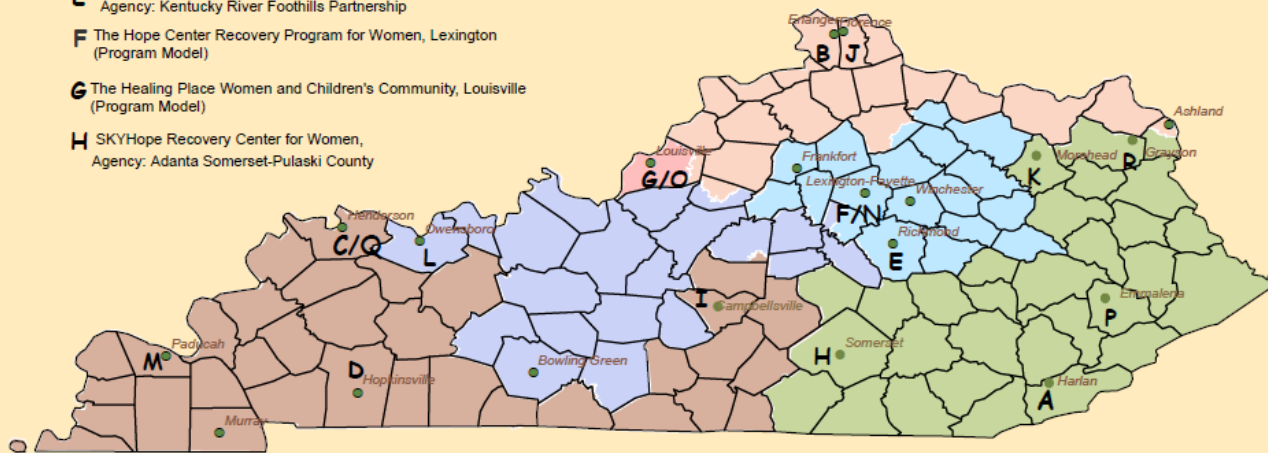 Agency: Kentucky River Foothills Partnership
F The Hope Center Recovery Program for Women, Lexington
(Program Model)
G The Healing Place Women and Children's Community, Louisville
(Program Model)
H SKYHope Recovery Center for Women,
Agency: Adanta Somerset-Pulaski County
Erlanger Florence
B J
Ashland
Louisville
G/O
Frankfort
Morehead
K
Grayson
R
Lexington-Fayette
Winchester
F/N
Henderson
C/Q
Owensboro
L
Richmond
E
I
Campbellsville
Emmalena
P
Paducah
M
Somerset
H
Bowling Green
D
Hopkinsville
Harlan
A
Murray